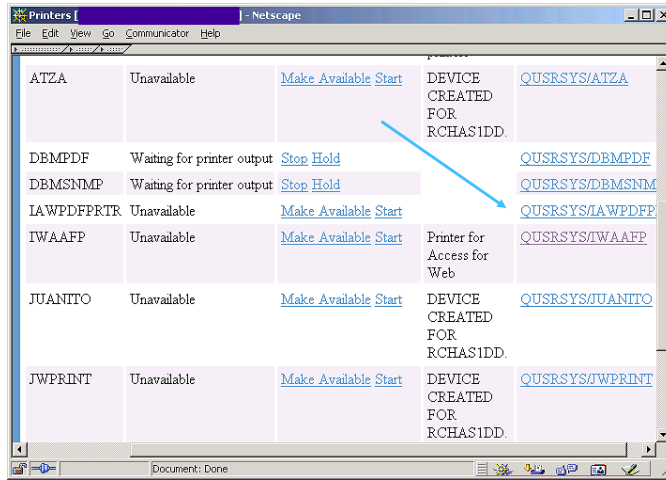 Printers [ ] - Netscape
File Edit View Go Communicator Help
ATZA Unavailable Make Available Start DEVICE QUSRSYS/ATZA
CREATED
FOR
RCHAS1DD.
DBMPDF Waiting for printer output Stop Hold QUSRSYS/DBMPDF
DBMSNMP Waiting for printer output Stop Hold QUSRSYS/DBMSNM
IAWPDFPRTR Unavailable Make Available Start QUSRSYS/IAWPDFP
IWAAFP Unavailable Make Available Start Printer for QUSRSYS/IWAAFP
Access for
Web
JUANITO Unavailable Make Available Start DEVICE QUSRSYS/JUANITO
CREATED
FOR
RCHAS1DD.
JWPRINT Unavailable Make Available Start DEVICE QUSRSYS/JWPRINT
CREATED
FOR
RCHAS1DD.
Document: Done